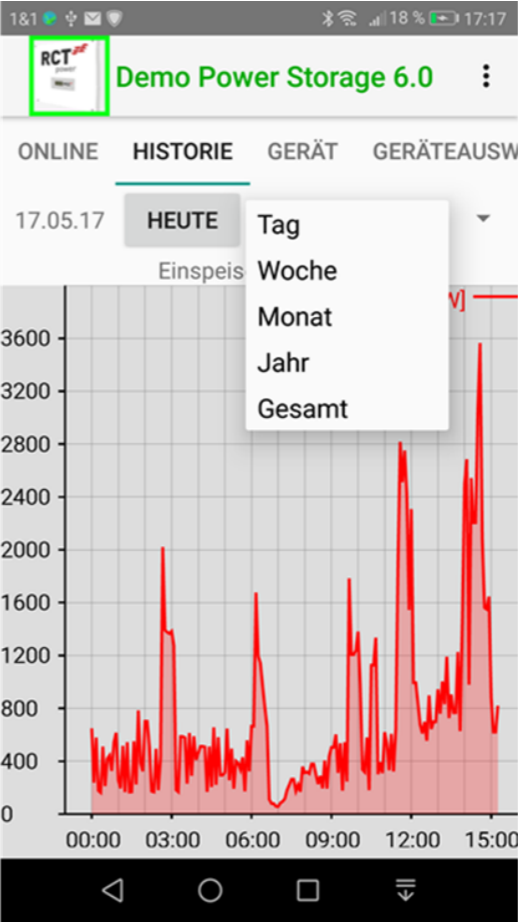 1&1 18 % 17:17
RCT
power
Demo Power Storage 6.0
ONLINE HISTORIE GERÄT GERÄTEAUSW
17.05.17 HEUTE
Tag
Woche
Monat
Jahr
Gesamt
Einspeis
W]
3600
3200
2800
2400
2000
1600
1200
800
400
0
00:00 03:00 06:00 09:00 12:00 15:00